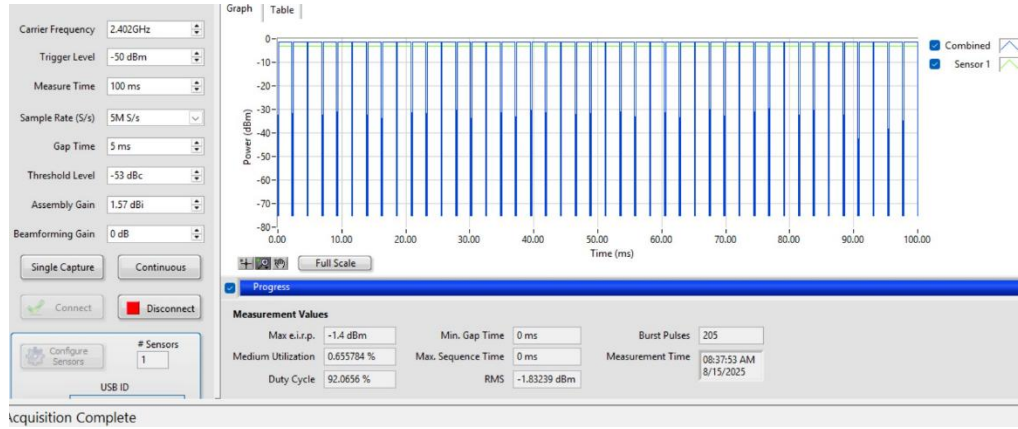 Graph Table
Carrier Frequency 2.402GHz
Trigger Level -50 dBm
Measure Time 100 ms
Sample Rate (S/s) 5M S/s
Gap Time 5 ms
Threshold Level -53 dBc
Assembly Gain 1.57 dBi
Beamforming Gain 0 dB
Single Capture Continuous
Connect Disconnect
Configure Sensors
# Sensors
1
USB ID
Power (dBm)
0
-10
-20
-30
-40
-50
-60
-70
-80
0.00 10.00 20.00 30.00 40.00 50.00 60.00 70.00 80.00 90.00 100.00
Time (ms)
Combined
Sensor 1
Full Scale
Progress
Measurement Values
Max e.i.r.p. -1.4 dBm Min. Gap Time 0 ms Burst Pulses 205
Medium Utilization 0.655784 % Max. Sequence Time 0 ms Measurement Time 08:37:53 AM
8/15/2025
Duty Cycle 92.0656 % RMS -1.83239 dBm
Acquisition Complete